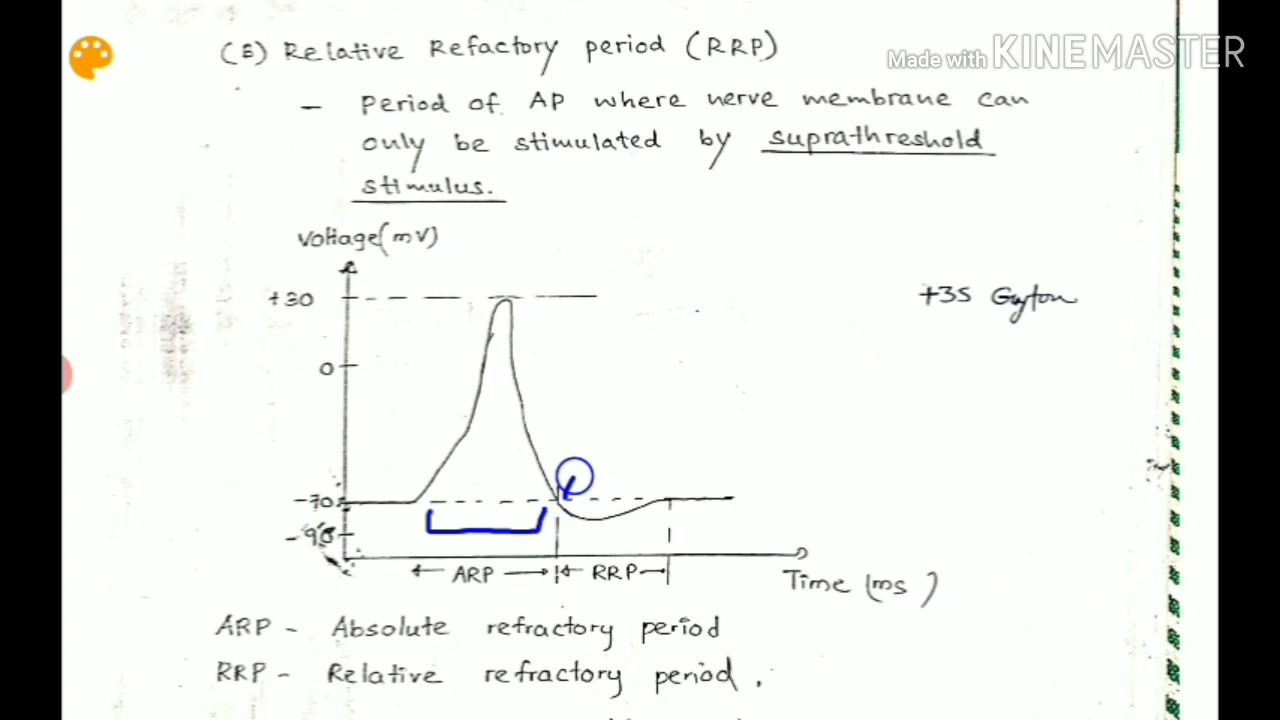 (E) Relative Refactory period (RRP)
Made with KINEMASTER
- Period of AP where nerve membrane can
only be stimulated by suprathreshold
stimulus.
Voltage (mV)
+30
+35 Guyton
0
-70
-90
ARP RRP
Time (ms)
ARP - Absolute refractory period
RRP - Relative refractory period.